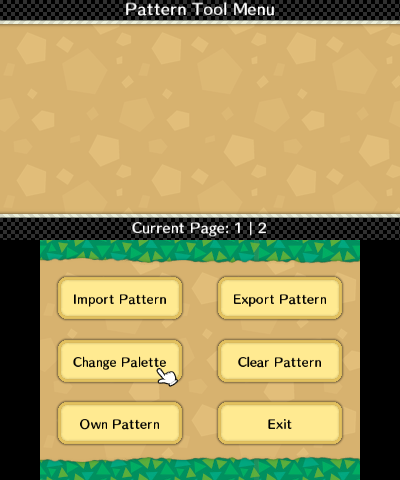 Pattern Tool Menu
Current Page: 1 | 2
Import Pattern
Export Pattern
Change Palette
Clear Pattern
Own Pattern
Exit